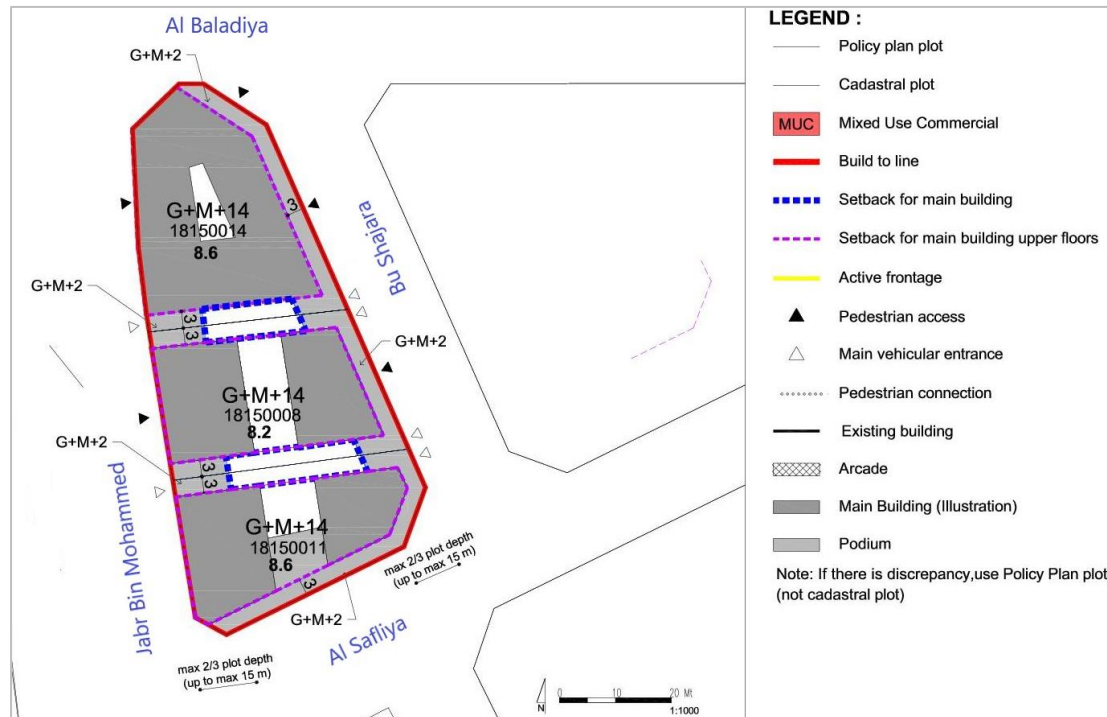 Al Baladiya
G+M+2
3
G+M+14
18150014
8.6
Bu Shajara
G+M+2
3
3
G+M+2
G+M+14
18150008
8.2
G+M+2
3
3
G+M+14
18150011
8.6
Jabr Bin Mohammed
3
G+M+2
max 2/3 plot depth
(up to max 15 m)
Al Safliya
max 2/3 plot depth
(up to max 15 m)
N
0 10 20 Mt
1:1000
LEGEND :
Policy plan plot
Cadastral plot
MUC Mixed Use Commercial
Build to line
Setback for main building
Setback for main building upper floors
Active frontage
Pedestrian access
Main vehicular entrance
Pedestrian connection
Existing building
Arcade
Main Building (Illustration)
Podium
Note: If there is discrepancy,use Policy Plan plot
(not cadastral plot)